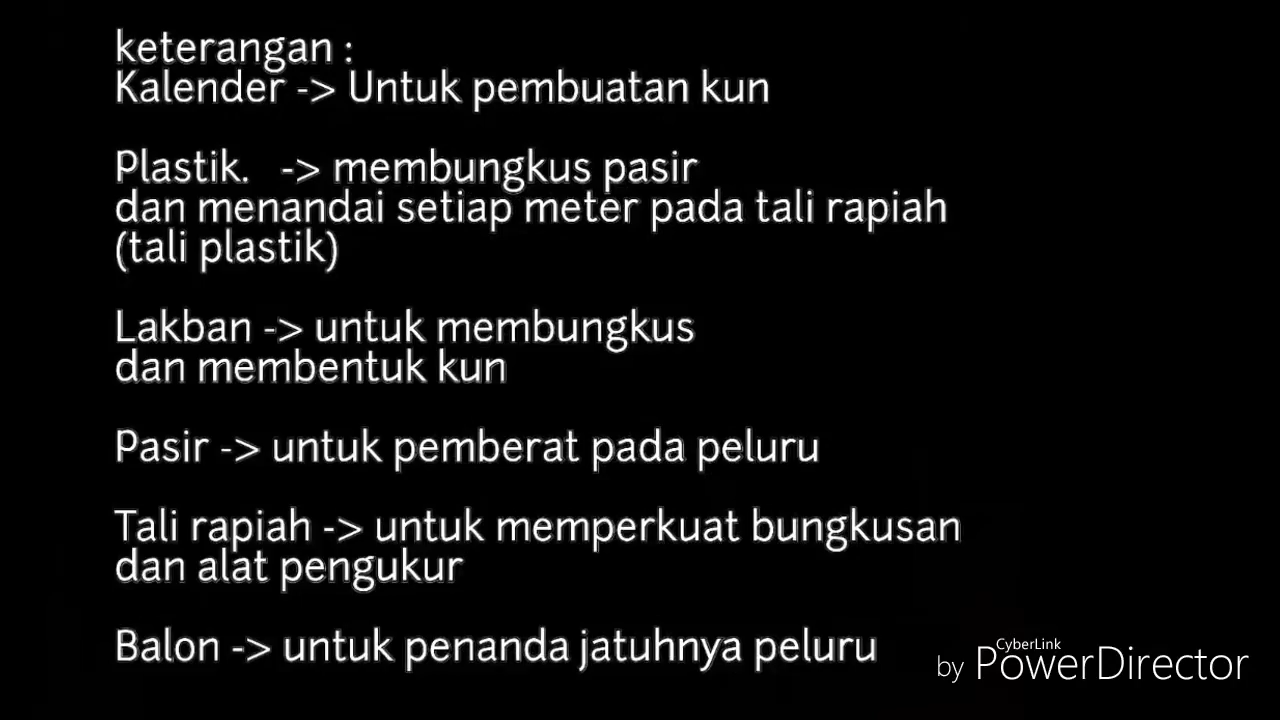 keterangan :
Kalender -> Untuk pembuatan kun
Plastik.   -> membungkus pasir
dan menandai setiap meter pada tali rapiah
(tali plastik)
Lakban -> untuk membungkus
dan membentuk kun
Pasir -> untuk pemberat pada peluru
Tali rapiah -> untuk memperkuat bungkusan
dan alat pengukur
Balon -> untuk penanda jatuhnya peluru
CyberLink
by PowerDirector